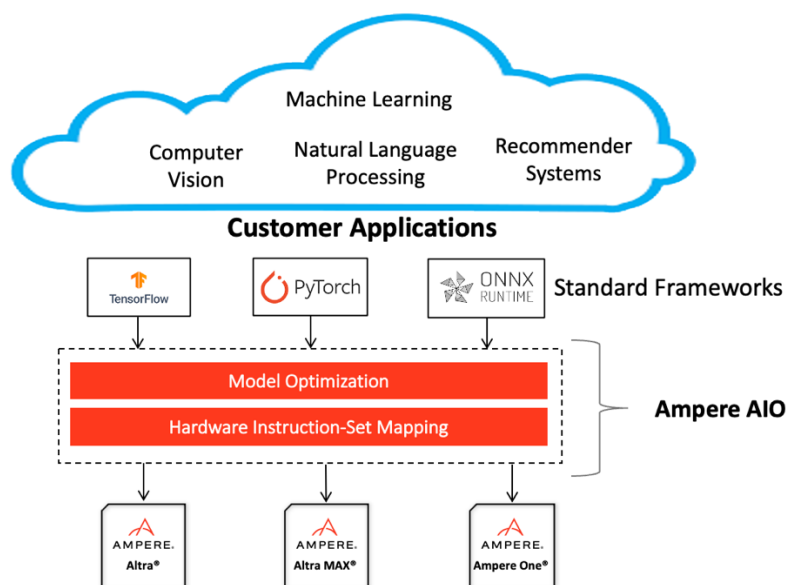 Machine Learning
Computer
Vision
Natural Language
Processing
Recommender
Systems
Customer Applications
TensorFlow
PyTorch
ONNX
RUNTIME
Standard Frameworks
Model Optimization
Hardware Instruction-Set Mapping
Ampere AIO
AMPERE®
Altra®
AMPERE®
Altra MAX®
AMPERE®
Ampere One®